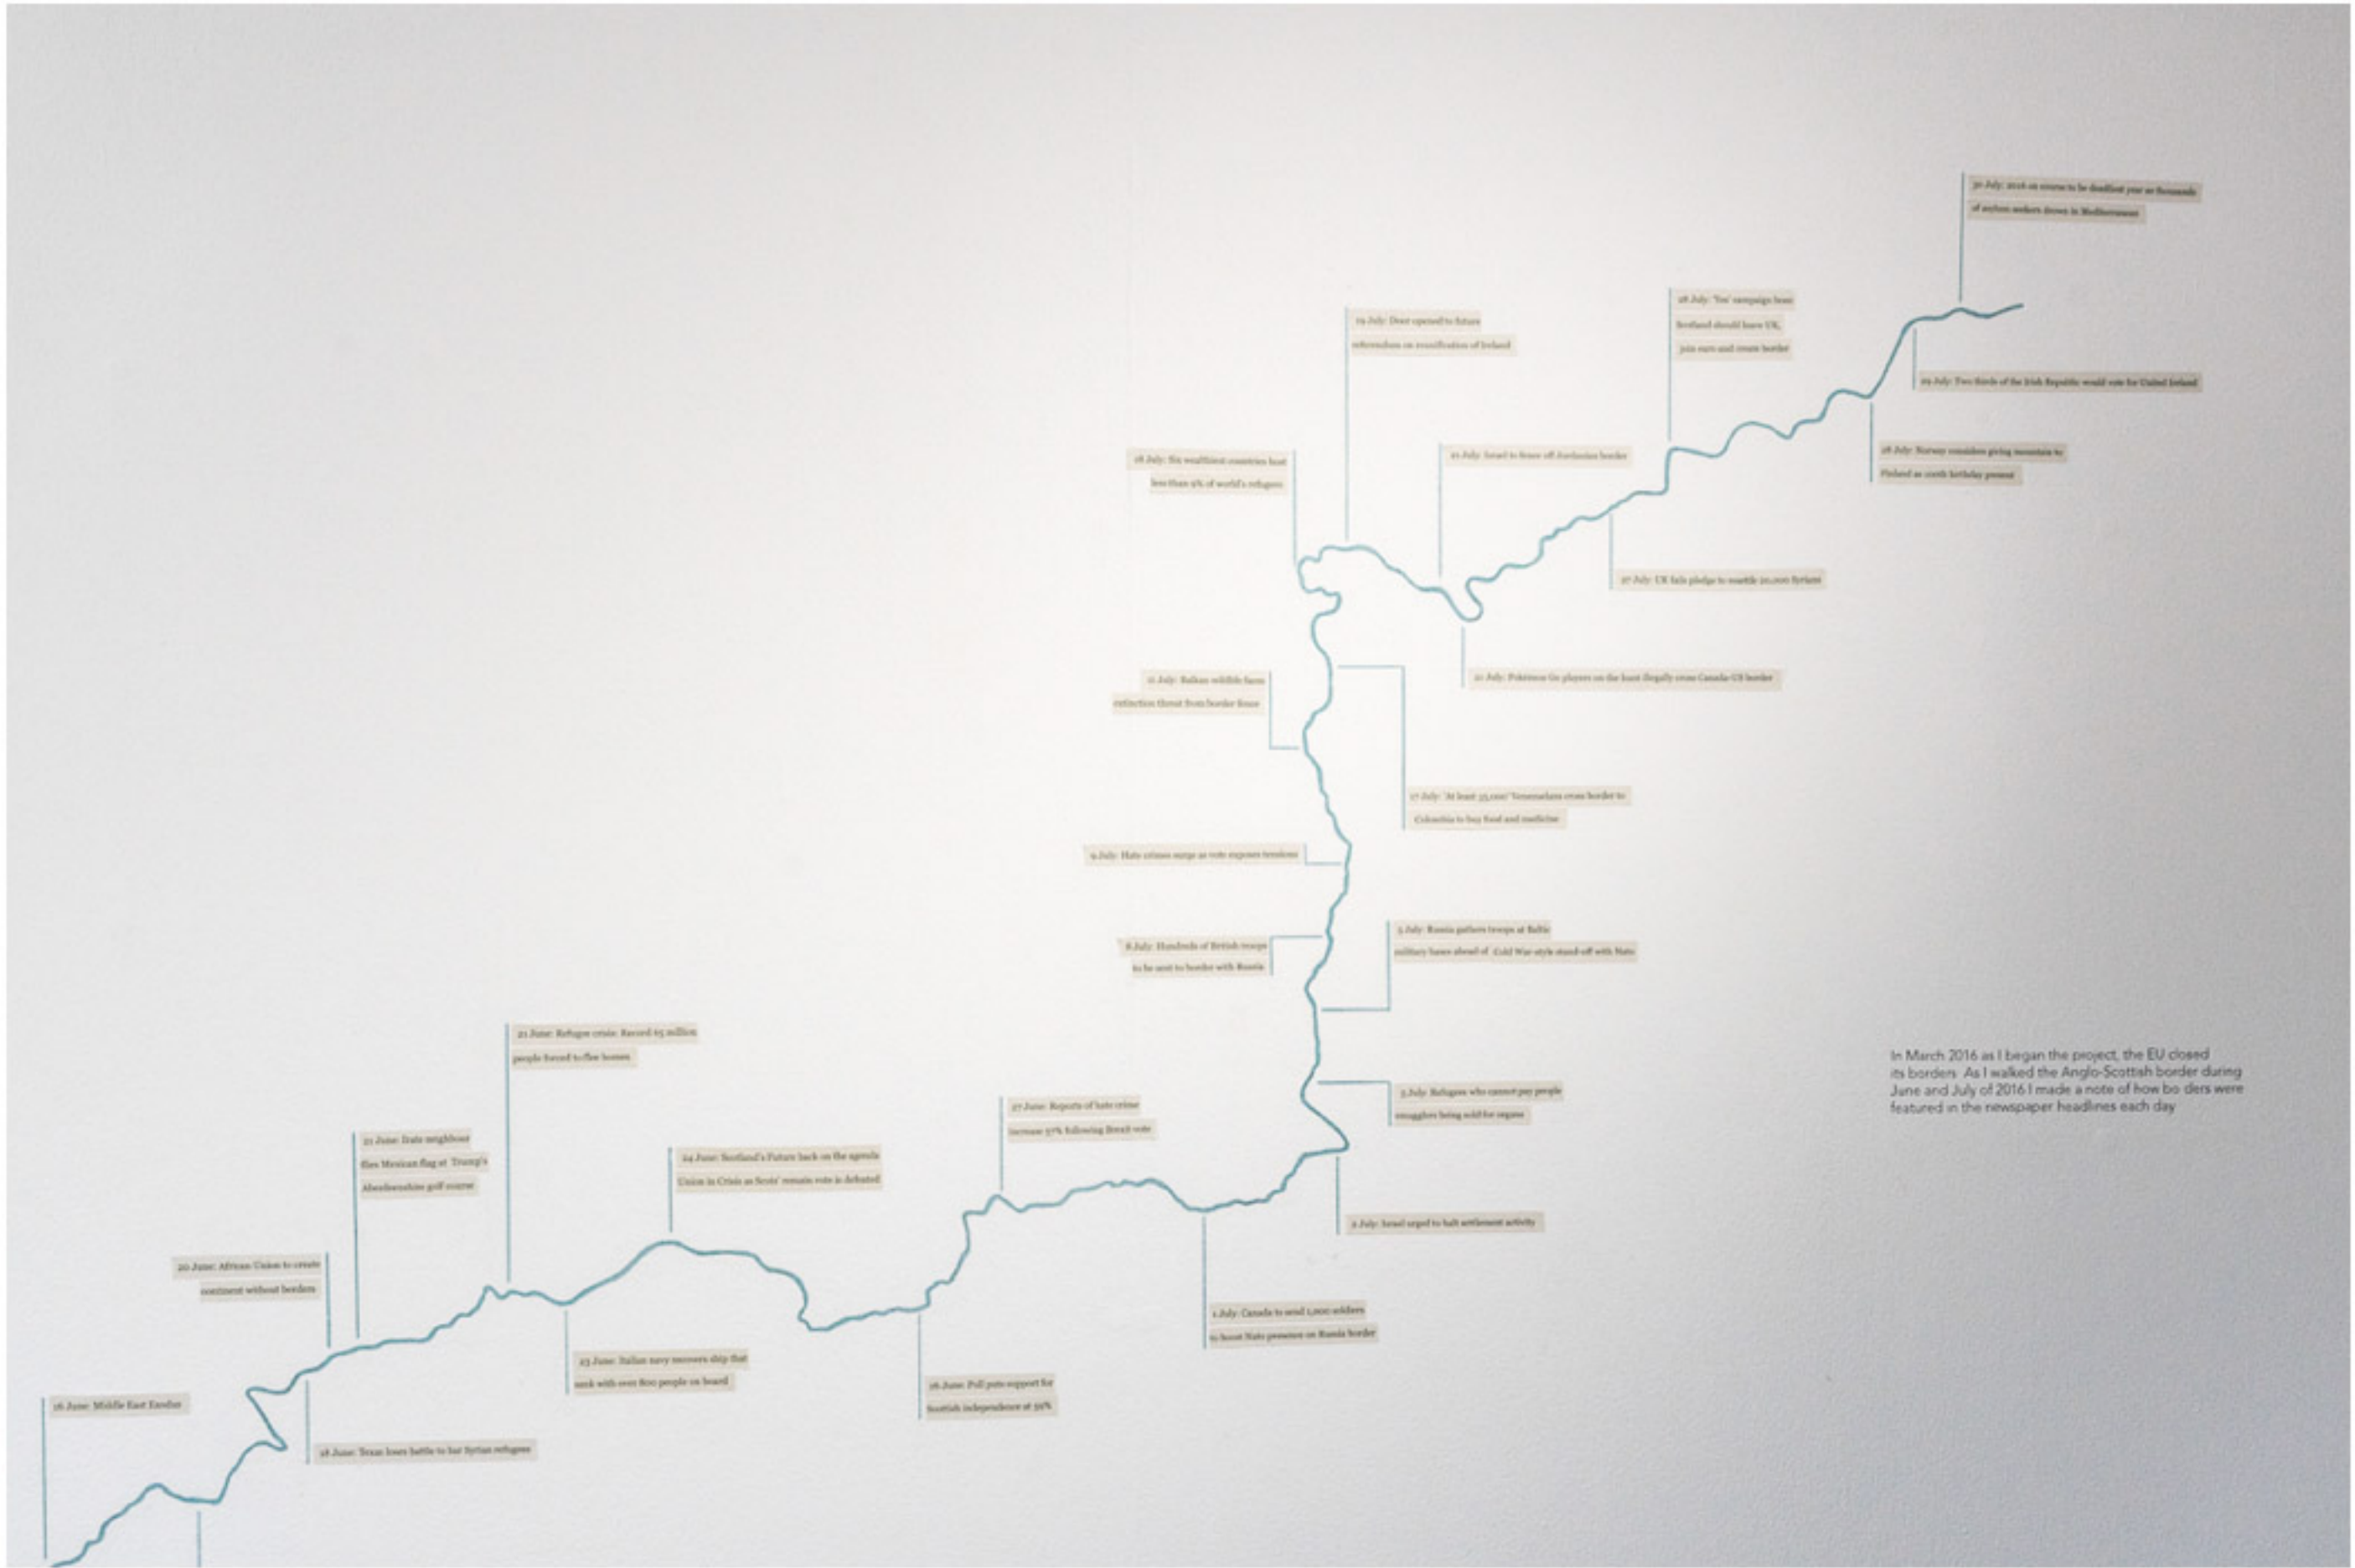 30 July: 2016 on course to be deadliest year as thousands
of asylum seekers drown in Mediterranean
28 July: 'Yes' campaign
Scotland should leave UK,
join euro and create border
19 July: Door opened to future
referendum on reunification of Ireland
29 July: Two thirds of the Irish Republic would vote for United Ireland
18 July: Six wealthiest countries host
less than 9% of world's refugees
21 July: Israel to fence off Jordanian border
28 July: Norway considers giving mountain to
Finland as 100th birthday present
27 July: UK fails pledge to resettle 20,000 Syrians
July: Pokémon Go players on the hunt illegally cross Canada-US border
July: Balkan wildlife faces
extinction threat from border fence
17 July: 'At least 35,000' Venezuelans cross border to
Colombia to buy food and medicine
9 July: Hate crimes surge as vote exposes tensions
8 July: Hundreds of British troops
to be sent to border with Russia
5 July: Russia gathers troops at Baltic
military bases ahead of Cold War-style stand-off with Nato
21 June: Refugee crisis: Record 65 million
people forced to flee homes
3 July: Refugees who cannot pay people
smugglers being sold for organs
27 June: Reports of hate crime
increase 57% following Brexit vote
21 June: Irate neighbour
flies Mexican flag at Trump's
Aberdeenshire golf course
24 June: Scotland's Future back on the agenda
Union in Crisis as Scots' remain vote is debated
2 July: Israel urged to halt settlement activity
20 June: African Union to create
continent without borders
1 July: Canada to send 1,000 soldiers
to boost Nato presence on Russia border
23 June: Italian navy recovers ship that
sank with over 800 people on board
26 June: Poll puts support for
Scottish independence at 59%
16 June: Middle East Exodus
18 June: Texas loses battle to bar Syrian refugees
In March 2016 as I began the project, the EU closed
its borders As I walked the Anglo-Scottish border during
June and July of 2016 I made a note of how bo ders were
featured in the newspaper headlines each day